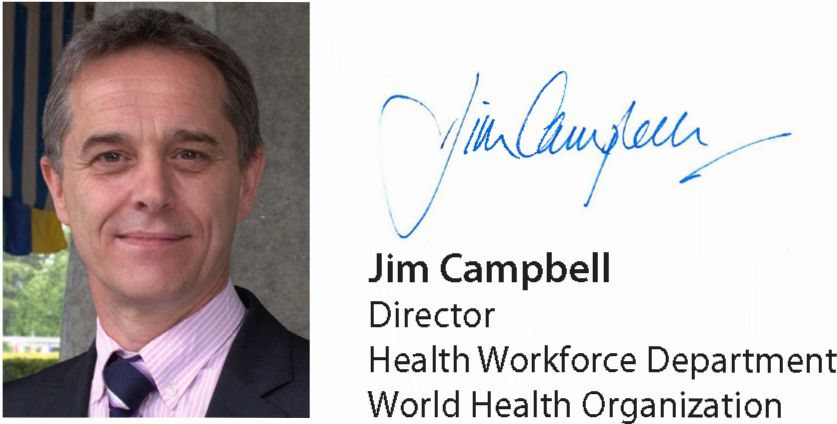 Jim Campbell
Jim Campbell
Director
Health Workforce Department
World Health Organization